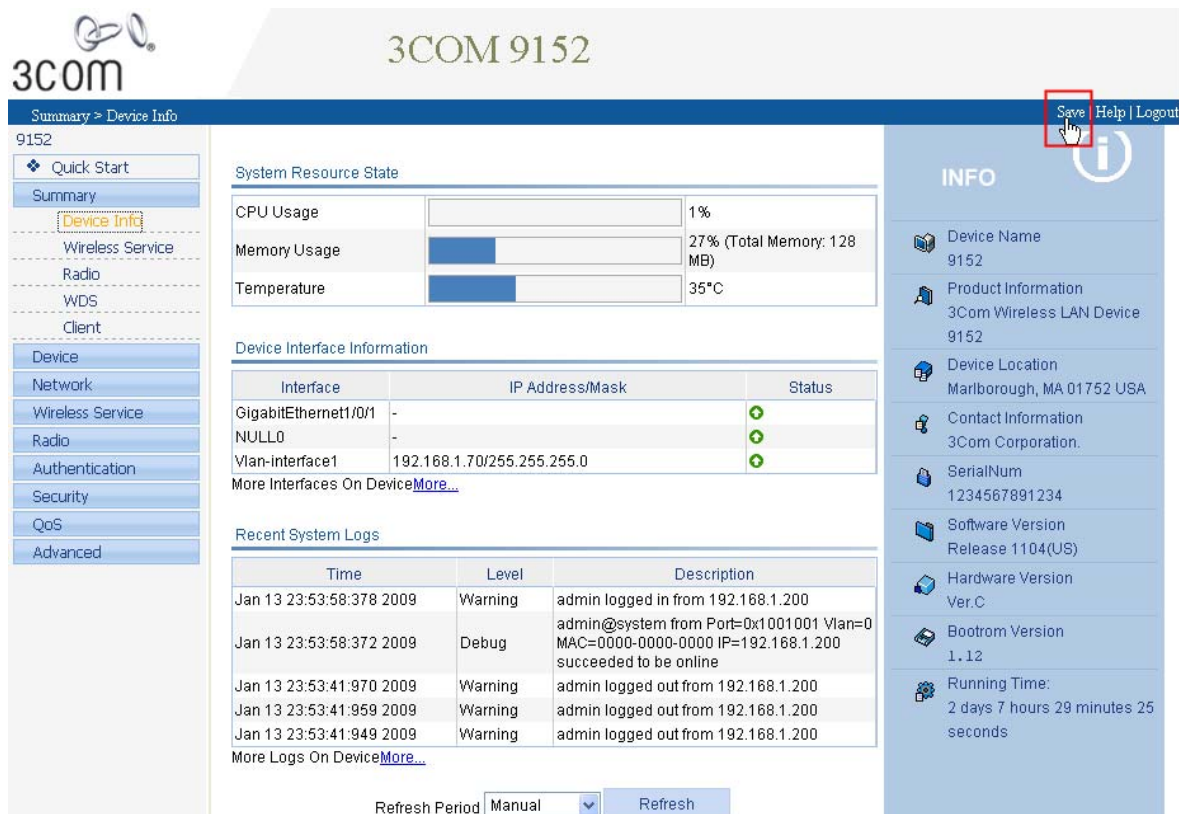 3COM
3COM 9152
Summary > Device Info
Save | Help | Logout
9152
Quick Start
Summary
Device Info
Wireless Service
Radio
WDS
Client
Device
Network
Wireless Service
Radio
Authentication
Security
QoS
Advanced
System Resource State
CPU Usage 1%
Memory Usage 27% (Total Memory: 128
MB)
Temperature 35°C
Device Interface Information
Interface IP Address/Mask Status
GigabitEthernet1/0/1 -
NULL0 -
Vlan-interface1 192.168.1.70/255.255.255.0
More Interfaces On DeviceMore...
Recent System Logs
Time Level Description
Jan 13 23:53:58:378 2009 Warning admin logged in from 192.168.1.200
Jan 13 23:53:58:372 2009 Debug admin@system from Port=0x1001001 Vlan=0
MAC=0000-0000-0000 IP=192.168.1.200
succeeded to be online
Jan 13 23:53:41:970 2009 Warning admin logged out from 192.168.1.200
Jan 13 23:53:41:959 2009 Warning admin logged out from 192.168.1.200
Jan 13 23:53:41:949 2009 Warning admin logged out from 192.168.1.200
More Logs On DeviceMore...
Refresh Period Manual Refresh
INFO
Device Name
9152
Product Information
3Com Wireless LAN Device
9152
Device Location
Marlborough, MA 01752 USA
Contact Information
3Com Corporation.
SerialNum
1234567891234
Software Version
Release 1104(US)
Hardware Version
Ver.C
Bootrom Version
1.12
Running Time:
2 days 7 hours 29 minutes 25
seconds